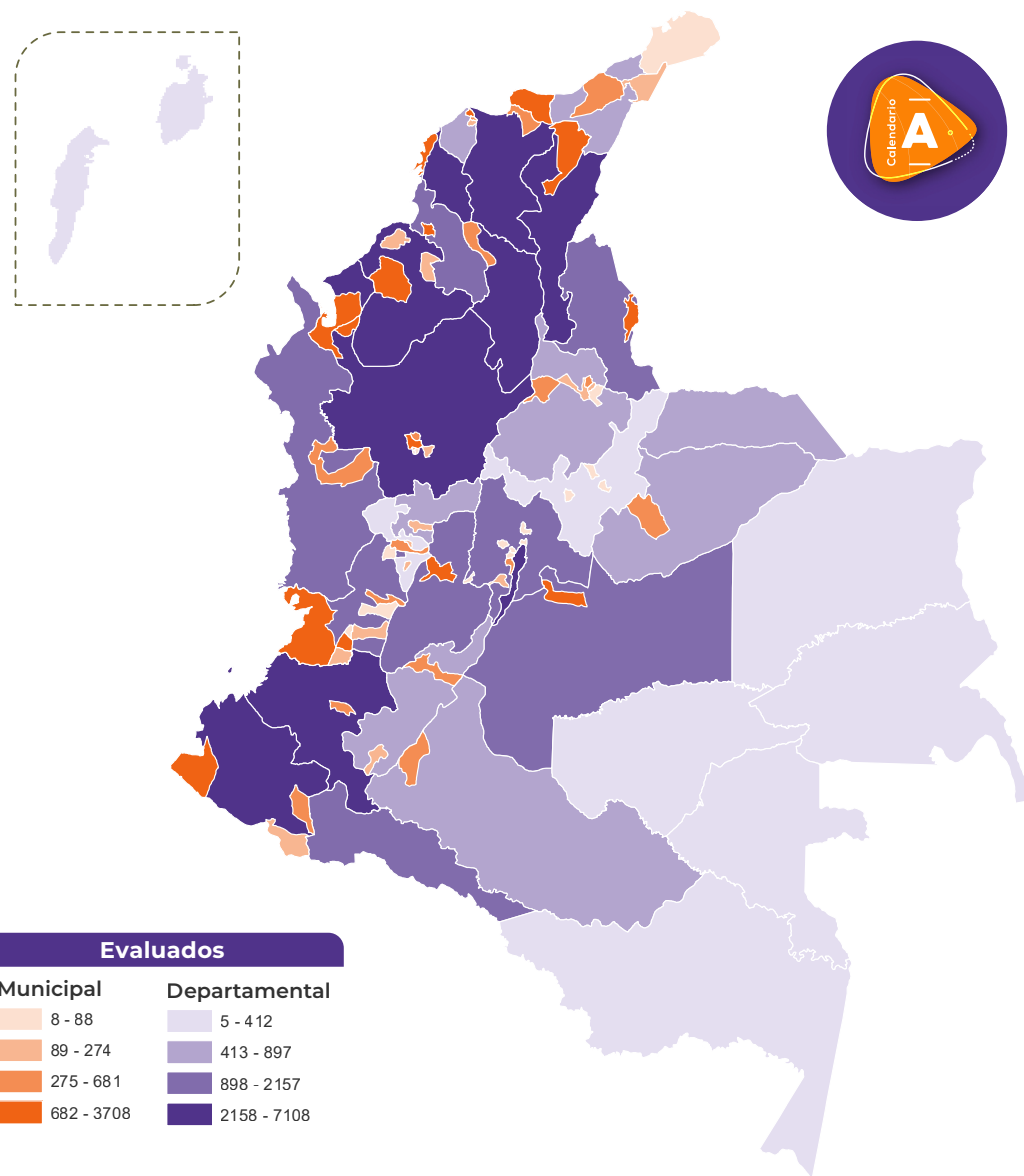 Calendario
A
Evaluados
Municipal
8 - 88
89 - 274
275 - 681
682 - 3708
Departamental
5 - 412
413 - 897
898 - 2157
2158 - 7108